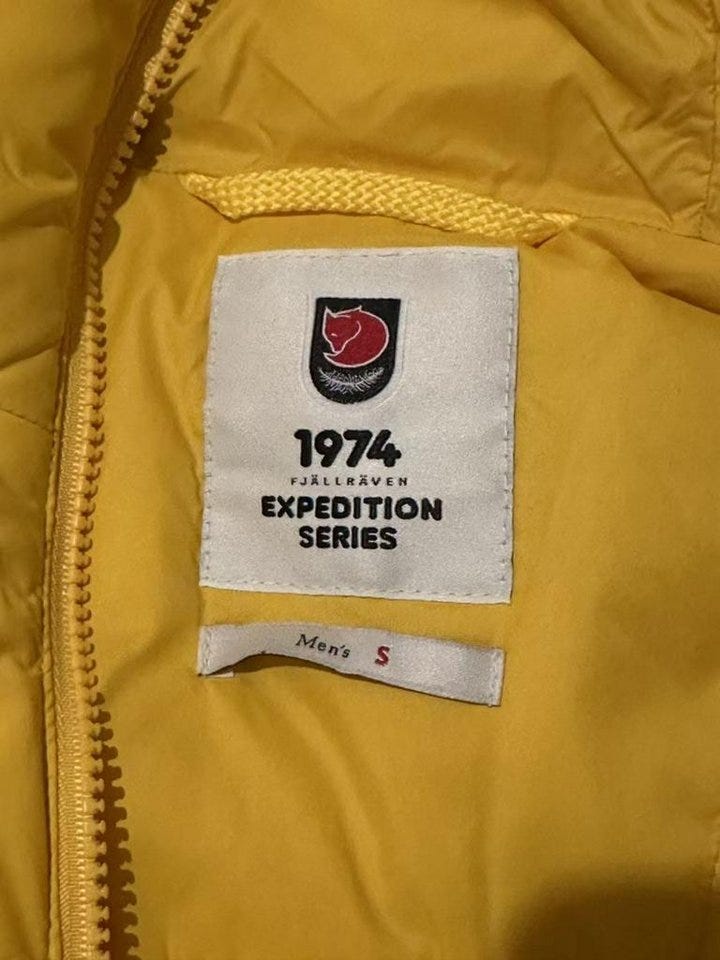 1974
FJÄLLRÄVEN
EXPEDITION
SERIES
Men's S